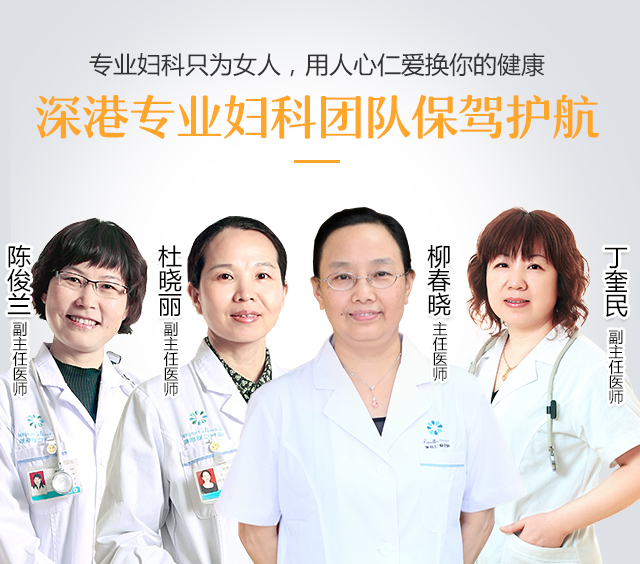 专业妇科只为女人，用人心仁爱换你的健康
深港专业妇科团队保驾护航
陈俊兰
副主任医师
杜晓丽
副主任医师
柳春晓
主任医师
丁奎民
副主任医师